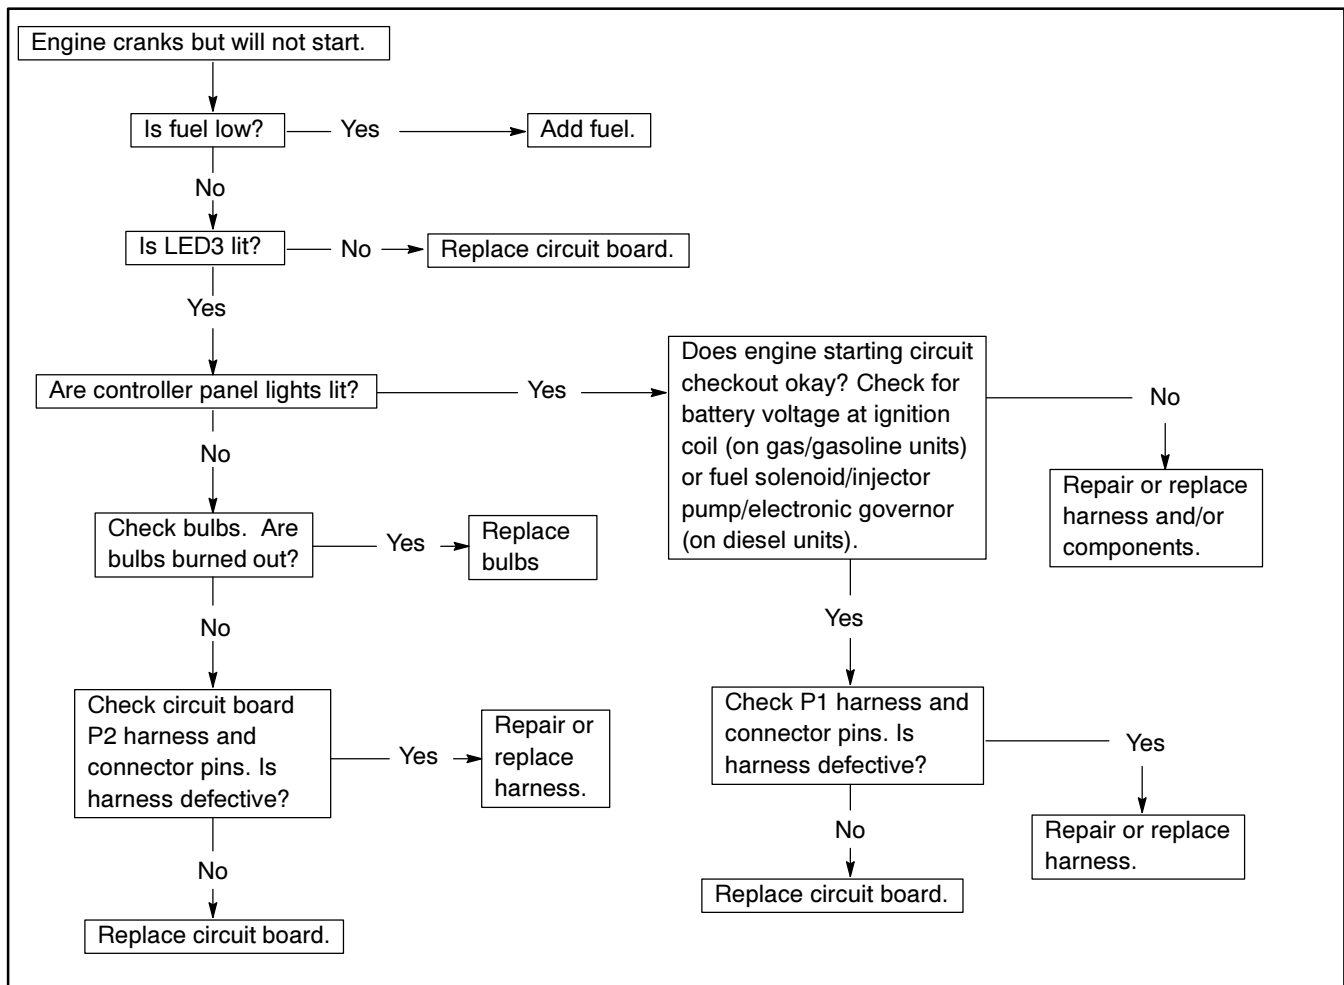 Engine cranks but will not start.
Is fuel low?
Yes
Add fuel.
No
Is LED3 lit?
No
Replace circuit board.
Yes
Are controller panel lights lit?
Yes
Does engine starting circuit
checkout okay? Check for
battery voltage at ignition
coil (on gas/gasoline units)
or fuel solenoid/injector
pump/electronic governor
(on diesel units).
No
Repair or replace
harness and/or
components.
No
Check bulbs.  Are
bulbs burned out?
Yes
Replace
bulbs
No
Check circuit board
P2 harness and
connector pins. Is
harness defective?
Yes
Repair or
replace
harness.
No
Replace circuit board.
Yes
Check P1 harness and
connector pins. Is
harness defective?
Yes
Repair or replace
harness.
No
Replace circuit board.